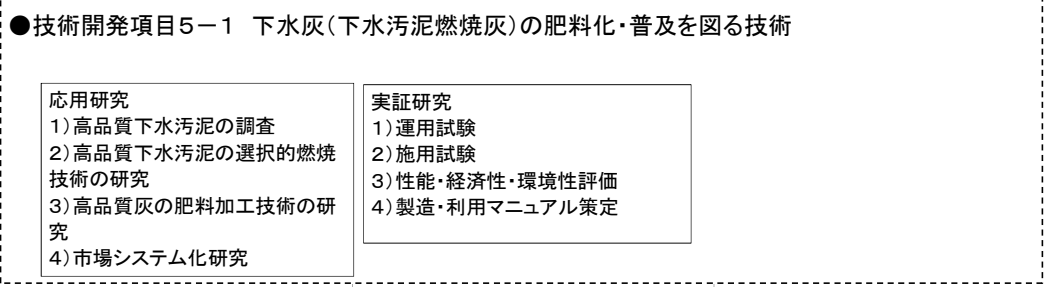 ●技術開発項目5－1 下水灰(下水汚泥燃焼灰)の肥料化・普及を図る技術
応用研究
1)高品質下水汚泥の調査
2)高品質下水汚泥の選択的燃焼
技術の研究
3)高品質灰の肥料加工技術の研
究
4)市場システム化研究
実証研究
1)運用試験
2)施用試験
3)性能・経済性・環境性評価
4)製造・利用マニュアル策定